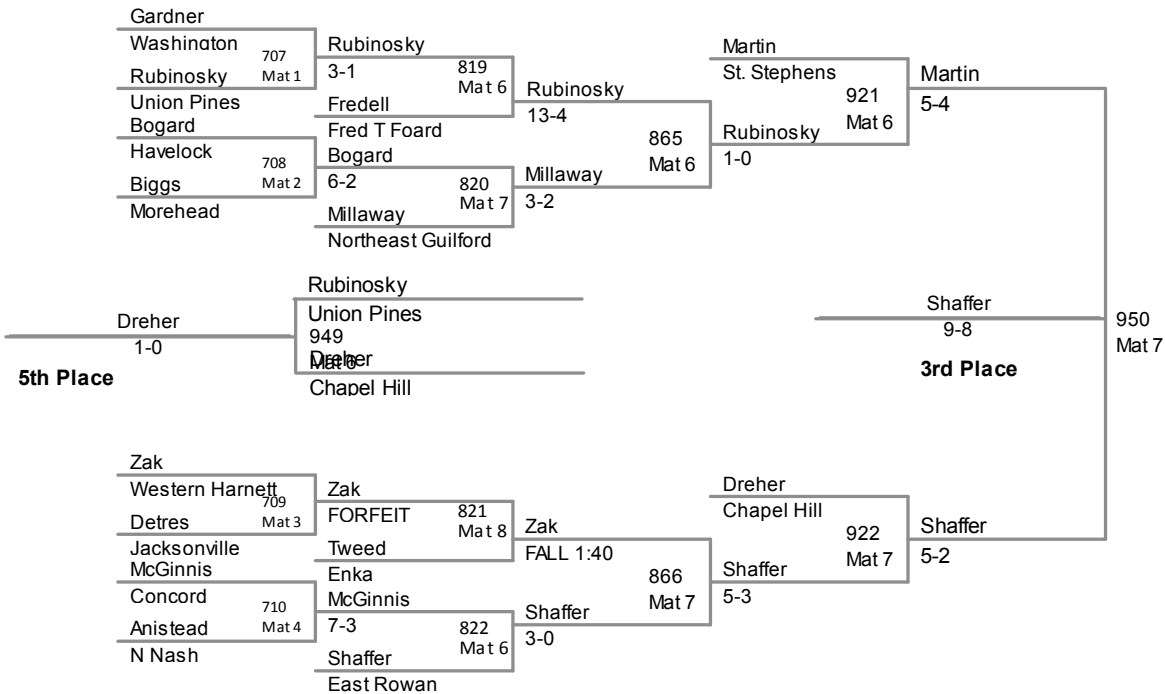 Gardner
Washington
707
Mat 1
Rubinosky
Union Pines
Rubinosky
3-1
819
Mat 6
Fredell
Fred T Foard
Bogard
Havelock
708
Mat 2
Biggs
Morehead
Bogard
6-2
820
Mat 7
Millaway
Northeast Guilford
Rubinosky
13-4
865
Mat 6
Millaway
3-2
Martin
St. Stephens
921
Mat 6
Rubinosky
1-0
Martin
5-4
Rubinosky
Union Pines
949
Mat 6
Dreher
Chapel Hill
Dreher
1-0
5th Place
Shaffer
9-8
3rd Place
950
Mat 7
Zak
Western Harnett
709
Mat 3
Detres
Jacksonville
Zak
FORFEIT
821
Mat 8
Tweed
Enka
McGinnis
Concord
710
Mat 4
Anistead
N Nash
McGinnis
7-3
822
Mat 6
Shaffer
East Rowan
Zak
FALL 1:40
866
Mat 7
Shaffer
3-0
Dreher
Chapel Hill
922
Mat 7
Shaffer
5-3
Shaffer
5-2